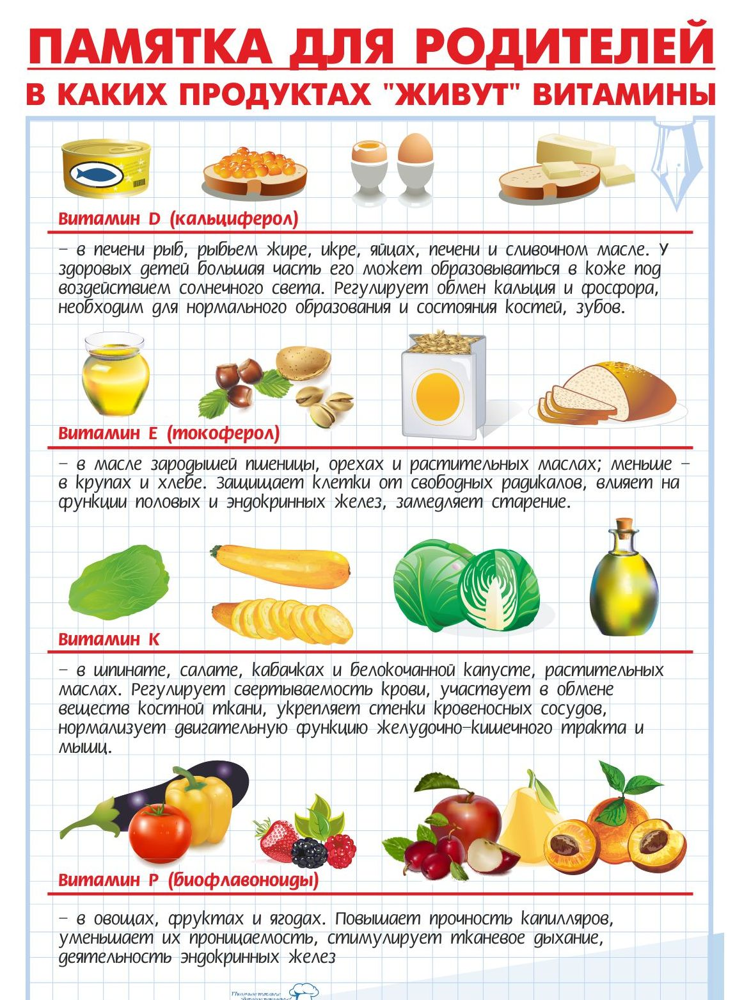 ПАМЯТКА ДЛЯ РОДИТЕЛЕЙ
В КАКИХ ПРОДУКТАХ "ЖИВУТ" ВИТАМИНЫ
Витамин D (кальциферол)
– в печени рыб, рыбьем жире, икре, яйцах, печени и сливочном масле. У
здоровых детей большая часть его может образовываться в коже под
воздействием солнечного света. Регулирует обмен кальция и фосфора,
необходим для нормального образования и состояния костей, зубов.
Витамин Е (токоферол)
– в масле зародышей пшеницы, орехах и растительных маслах; меньше –
в крупах и хлебе. Защищает клетки от свободных радикалов, влияет на
функции половых и эндокринных желез, замедляет старение.
Витамин К
– в шпинате, салате, кабачках и белокочанной капусте, растительных
маслах. Регулирует свертываемость крови, участвует в обмене
веществ костной ткани, укрепляет стенки кровеносных сосудов,
нормализует двигательную функцию желудочно-кишечного тракта и
мышц.
Витамин Р (биофлавоноиды)
– в овощах, фруктах и ягодах. Повышает прочность капилляров,
уменьшает их проницаемость, стимулирует тканевое дыхание,
деятельность эндокринных желез